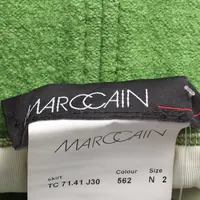 MARCCAIN
MARCCAIN
skirt Colour Size
TC 71.41 J30 562 N 2